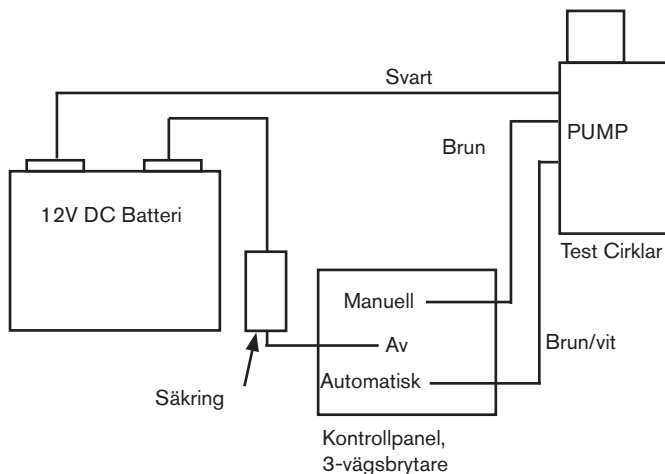 Svart
Brun
PUMP
12V DC Batteri
Test Cirklar
Manuell
Av
Brun/vit
Automatisk
Säkring
Kontrollpanel,
3-vägsbrytare